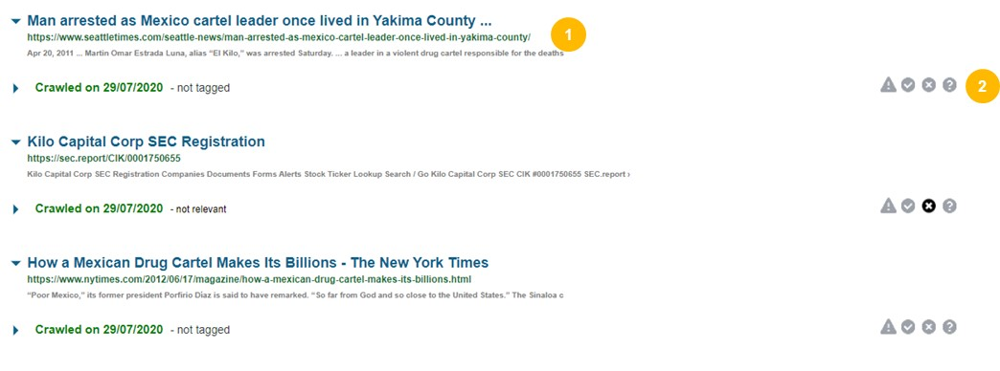 Man arrested as Mexico cartel leader once lived in Yakima County ...
https://www.seattletimes.com/seattle-news/man-arrested-as-mexico-cartel-leader-once-lived-in-yakima-county/
1
Apr 20, 2011 ... Martin Omar Estrada Luna, alias “El Kilo,” was arrested Saturday. ... a leader in a violent drug cartel responsible for the deaths
Crawled on 29/07/2020 - not tagged
2
Kilo Capital Corp SEC Registration
https://sec.report/CIK/0001750655
Kilo Capital Corp SEC Registration Companies Documents Forms Alerts Stock Ticker Lookup Search / Go Kilo Capital Corp SEC CIK #0001750655 SEC.report ›
Crawled on 29/07/2020 - not relevant
How a Mexican Drug Cartel Makes Its Billions - The New York Times
https://www.nytimes.com/2012/06/17/magazine/how-a-mexican-drug-cartel-makes-its-billions.html
“Poor Mexico,” its former president Porfirio Díaz is said to have remarked. “So far from God and so close to the United States.” The Sinaloa c
Crawled on 29/07/2020 - not tagged